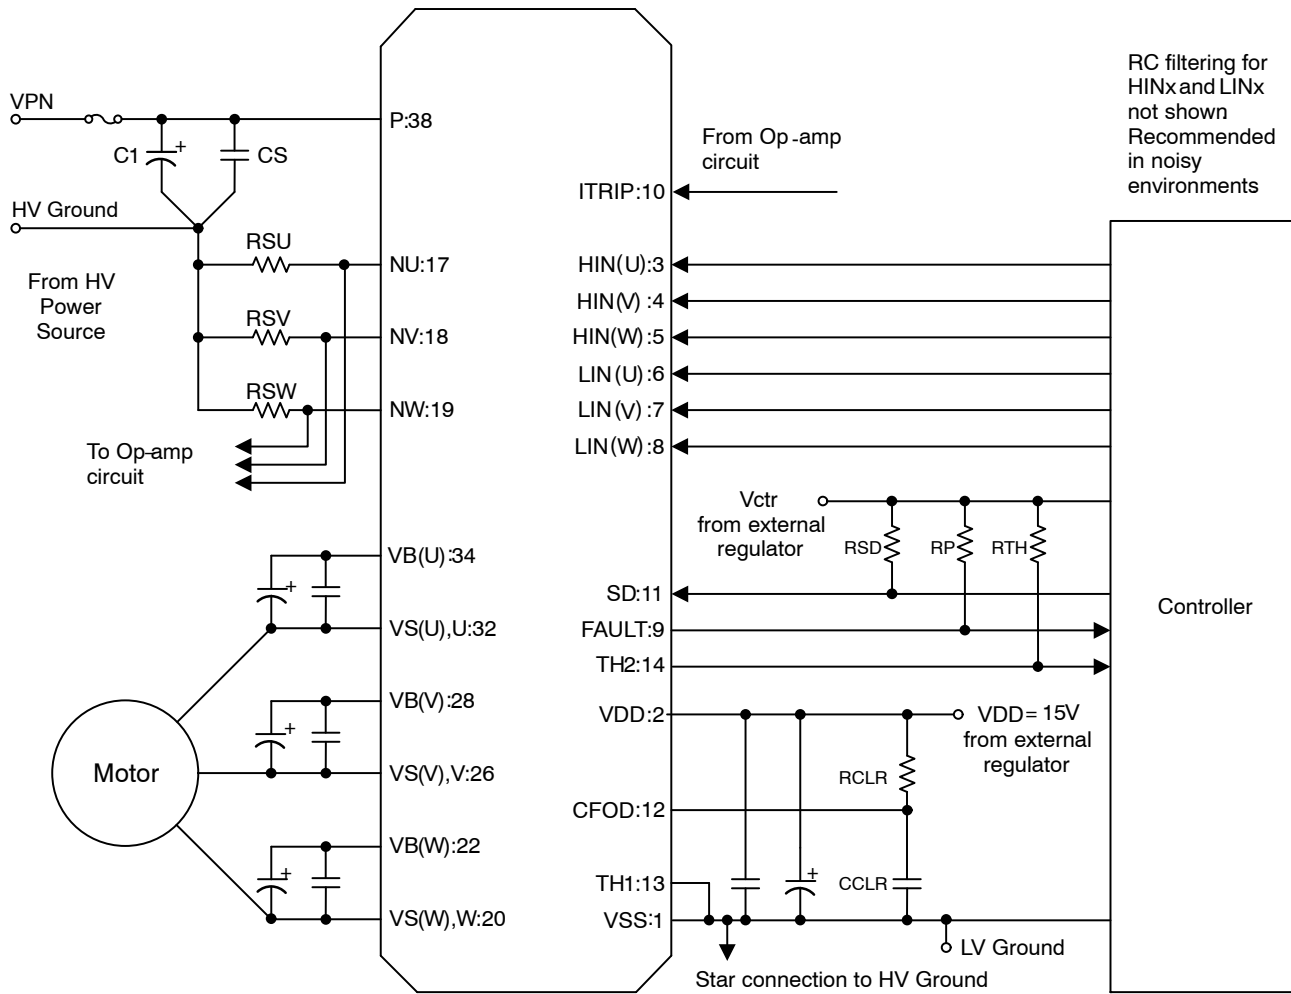 VPN
C1
+
CS
HV Ground
From HV
Power
Source
RSU
RSV
RSW
To Op-amp
circuit
P:38
NU:17
NV:18
NW:19
VB(U):34
+
VS(U),U:32
VB(V):28
+
VS(V),V:26
VB(W):22
+
VS(W),W:20
Motor
From Op-amp
circuit
ITRIP:10
HIN(U):3
HIN(V):4
HIN(W):5
LIN(U):6
LIN(V):7
LIN(W):8
Vctr
from external
regulator
RSD
RP
RTH
SD:11
FAULT:9
TH2:14
VDD:2
VDD=15V
from external
regulator
RCLR
CFOD:12
TH1:13
+
CCLR
VSS:1
LV Ground
Star connection to HV Ground
RC filtering for
HINx and LINx
not shown
Recommended
in noisy
environments
Controller